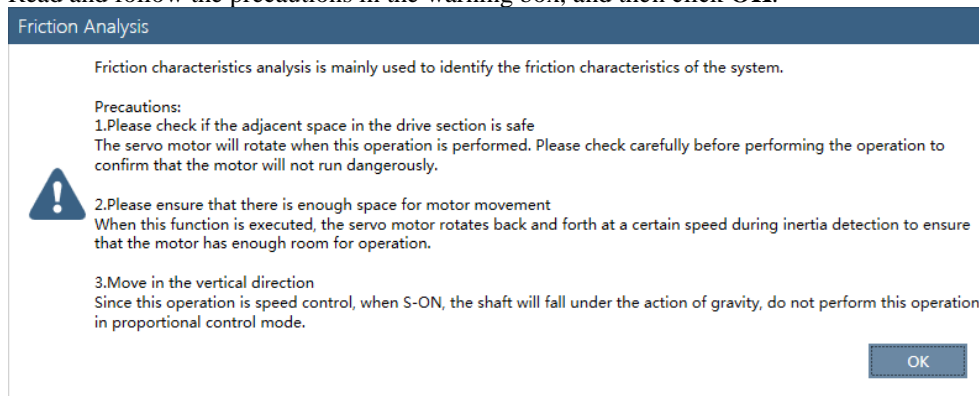 Read and follow the precautions in the warning box, and then click OK.
Friction Analysis
Friction characteristics analysis is mainly used to identify the friction characteristics of the system.
Precautions:
1.Please check if the adjacent space in the drive section is safe
The servo motor will rotate when this operation is performed. Please check carefully before performing the operation to
confirm that the motor will not run dangerously.
2.Please ensure that there is enough space for motor movement
When this function is executed, the servo motor rotates back and forth at a certain speed during inertia detection to ensure
that the motor has enough room for operation.
3.Move in the vertical direction
Since this operation is speed control, when S-ON, the shaft will fall under the action of gravity, do not perform this operation
in proportional control mode.
OK